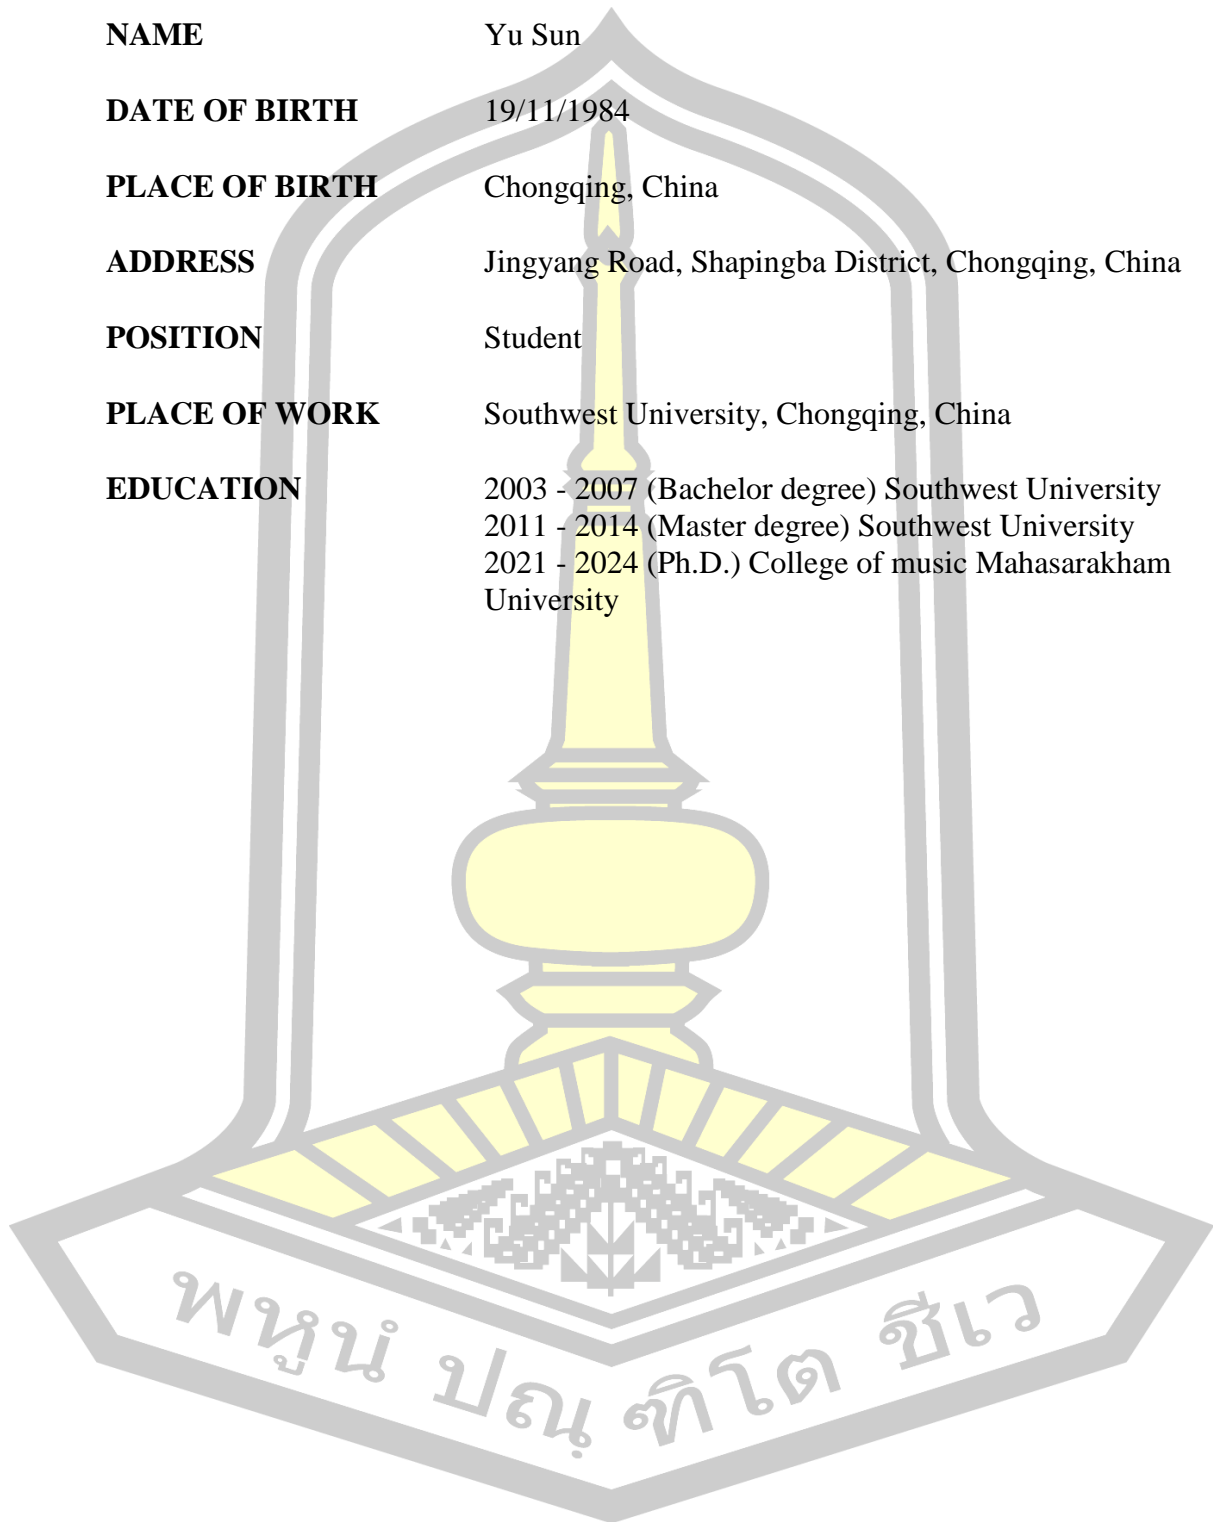 NAME Yu Sun
DATE OF BIRTH 19/11/1984
PLACE OF BIRTH Chongqing, China
ADDRESS Jingyang Road, Shapingba District, Chongqing, China
POSITION Student
PLACE OF WORK Southwest University, Chongqing, China
EDUCATION 2003 - 2007 (Bachelor degree) Southwest University
2011 - 2014 (Master degree) Southwest University
2021 - 2024 (Ph.D.) College of music Mahasarakham
University
พหูนํ ปณฺ ฑิโต ชีเว